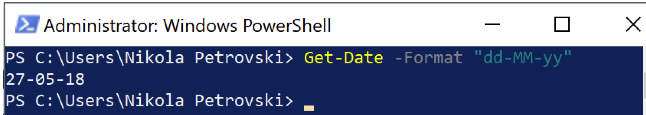 Administrator: Windows PowerShell
PS C:\Users\Nikola Petrovski> Get-Date -Format "dd-MM-yy"
27-05-18
PS C:\Users\Nikola Petrovski>